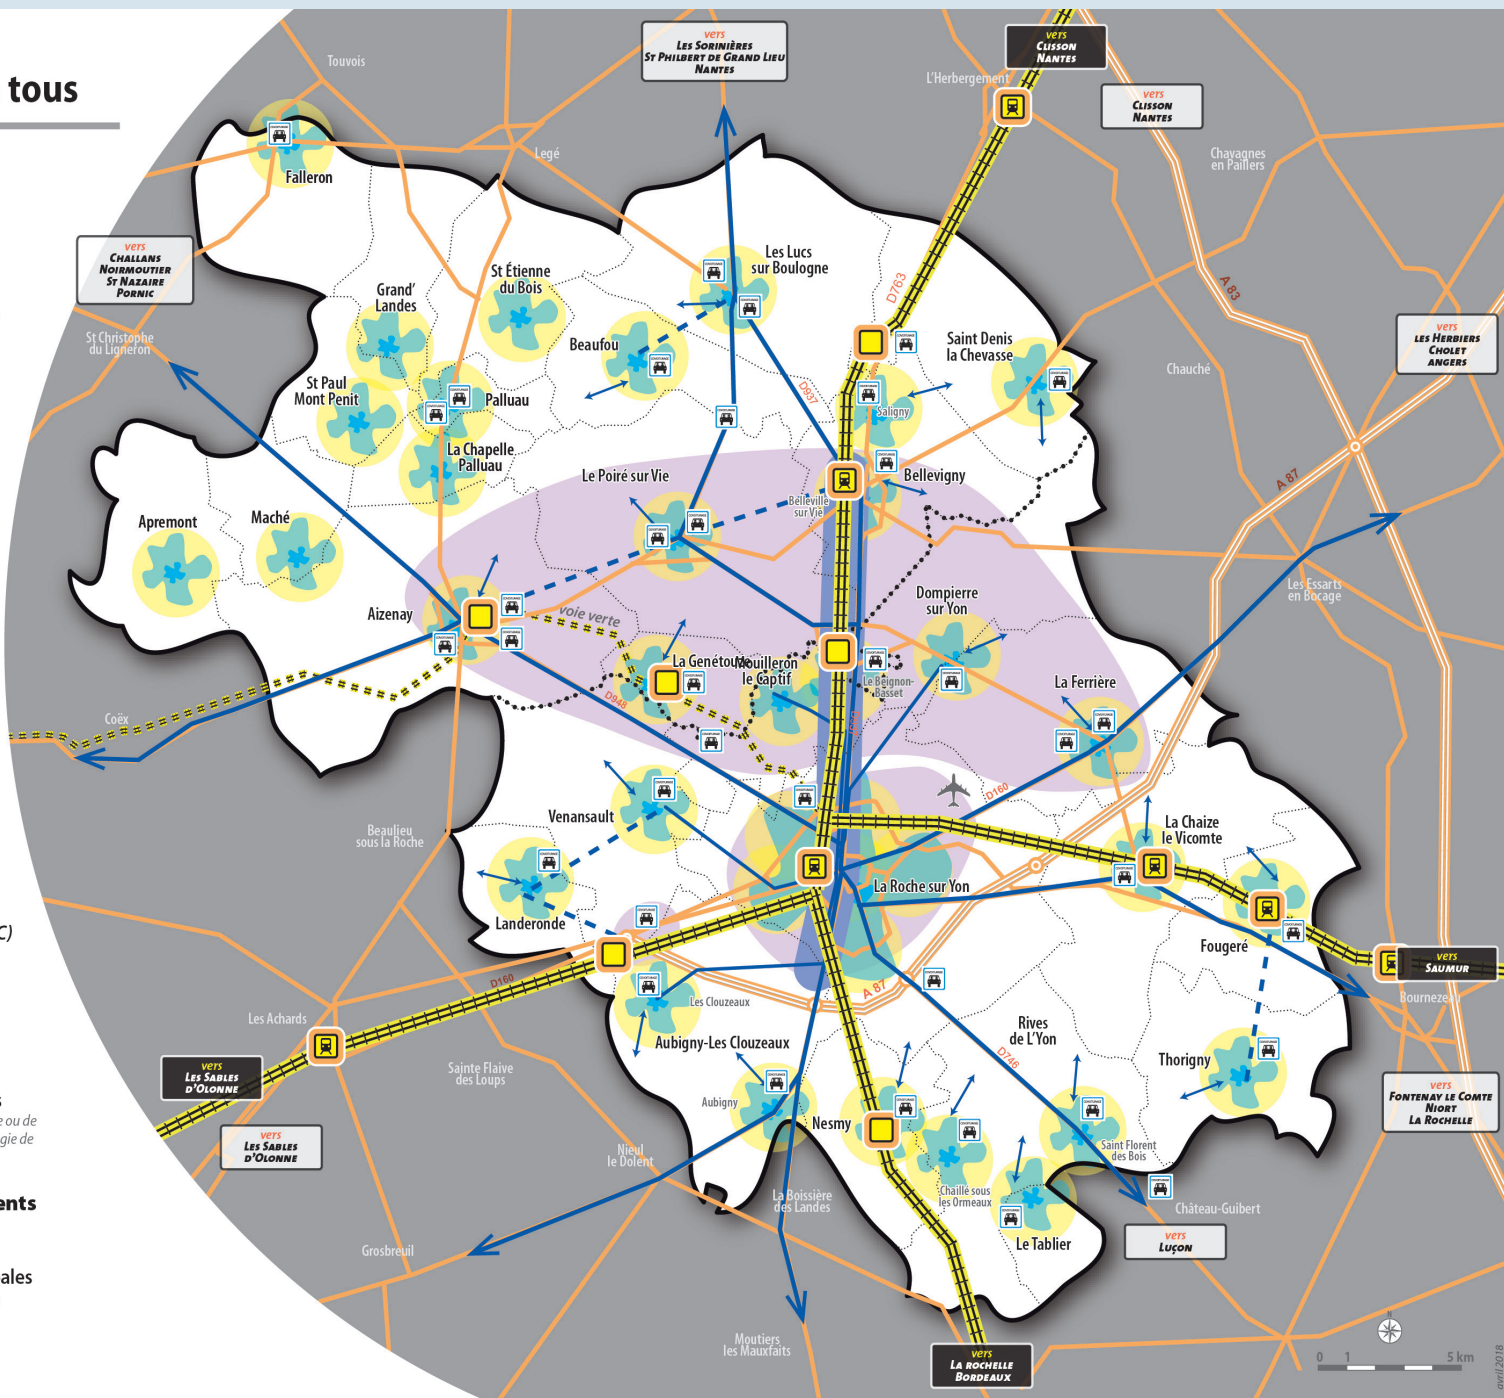 tous
vers
Les Sorinières
St Philbert de Grand Lieu
Nantes
vers
Clisson
Nantes
vers
Clisson
Nantes
Touvois
L'Herbergement
Legé
Chavagnes
en Paillers
Falleron
vers
Challans
Noirmoutier
St Nazaire
Pornic
Les Lucs
sur Boulogne
St Étienne
du Bois
Grand'
Landes
D763
A 83
St Christophe
du Ligneron
Beaufou
Saint Denis
la Chevasse
vers
Les Herbiers
Cholet
Angers
Chauché
St Paul
Mont Penit
Palluau
D937
Saligny
La Chapelle
Palluau
Le Poiré sur Vie
Bellevigny
Belleville
sur Vie
A 87
Apremont
Maché
Les Essarts
en Bocage
Aizenay
voie verte
Dompierre
sur Yon
La Genétouze
Mouilleron
le Captif
Le Beignon-
Basset
La Ferrière
D948
Coëx
D160
Venansault
La Chaize
le Vicomte
Beaulieu
sous la Roche
La Roche sur Yon
Landeronde
C)
Fougeré
vers
Saumur
D160
A 87
Bournezeau
Les Clouzeaux
Les Achards
Rives
de L'Yon
Aubigny-Les Clouzeaux
D746
Thorigny
vers
Les Sables
d'Olonne
Sainte Flaive
des Loups
Aubigny
Nesmy
s
e ou de
gie de
vers
Fontenay le Comte
Niort
La Rochelle
vers
Les Sables
d'Olonne
Nieul
le Dolent
Saint Florent
des Bois
La Boissière
des Landes
Chaillé sous
les Ormeaux
ents
Château-Guibert
Le Tablier
vers
Luçon
Grosbreuil
ales
Moutiers
les Mauxfaits
vers
La Rochelle
Bordeaux
N
0 1 5 km
avril 2018